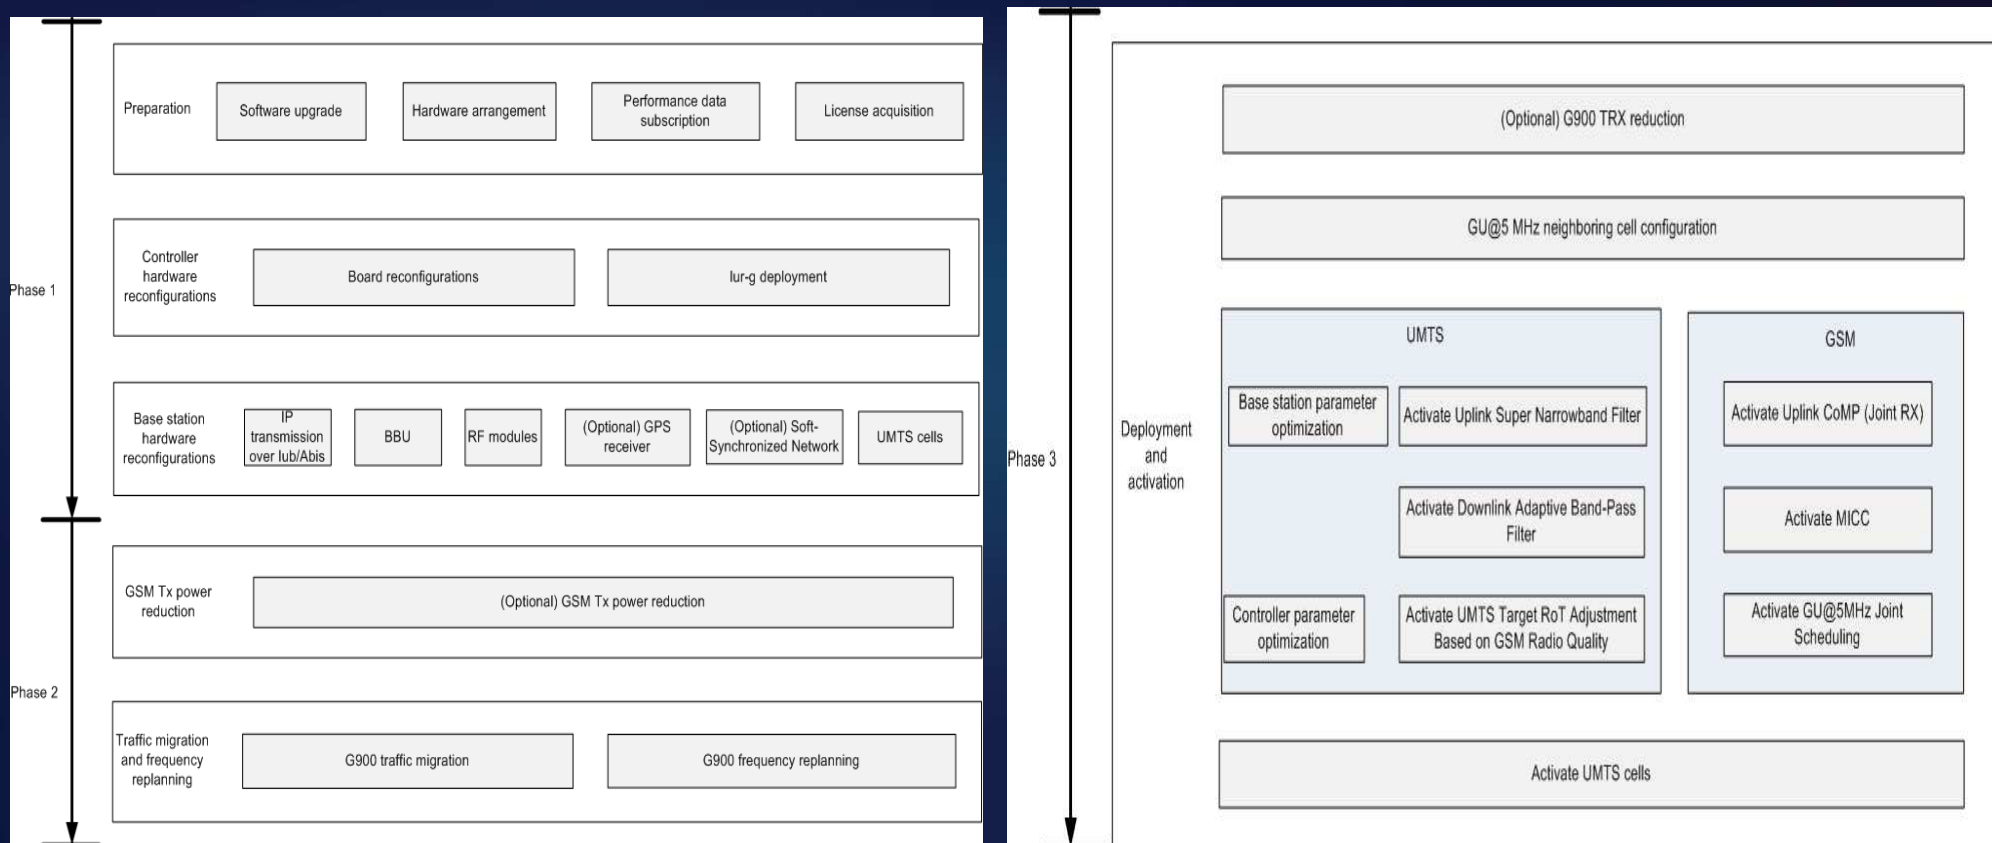 Phase 1
Preparation
Software upgrade
Hardware arrangement
Performance data
subscription
License acquisition
Controller
hardware
reconfigurations
Board reconfigurations
Iur-g deployment
Base station
hardware
reconfigurations
IP
transmission
over Iub/Abis
BBU
RF modules
(Optional) GPS
receiver
(Optional) Soft-
Synchronized Network
UMTS cells
Phase 2
GSM Tx power
reduction
(Optional) GSM Tx power reduction
Traffic migration
and frequency
replanning
G900 traffic migration
G900 frequency replanning
Phase 3
Deployment
and
activation
(Optional) G900 TRX reduction
GU@5 MHz neighboring cell configuration
UMTS
Base station parameter
optimization
Activate Uplink Super Narrowband Filter
Activate Downlink Adaptive Band-Pass
Filter
Controller parameter
optimization
Activate UMTS Target RoT Adjustment
Based on GSM Radio Quality
GSM
Activate Uplink CoMP (Joint RX)
Activate MICC
Activate GU@5MHz Joint
Scheduling
Activate UMTS cells